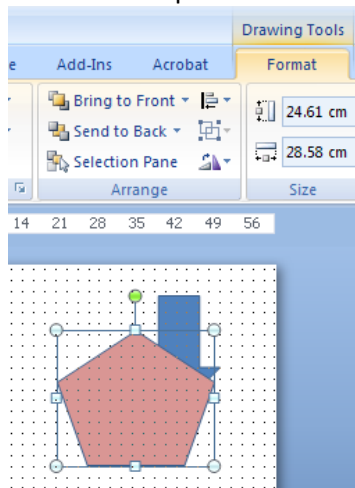 Drawing Tools
Add-Ins Acrobat Format
Bring to Front
Send to Back
Selection Pane
24.61 cm
28.58 cm
Arrange Size
14 21 28 35 42 49 56